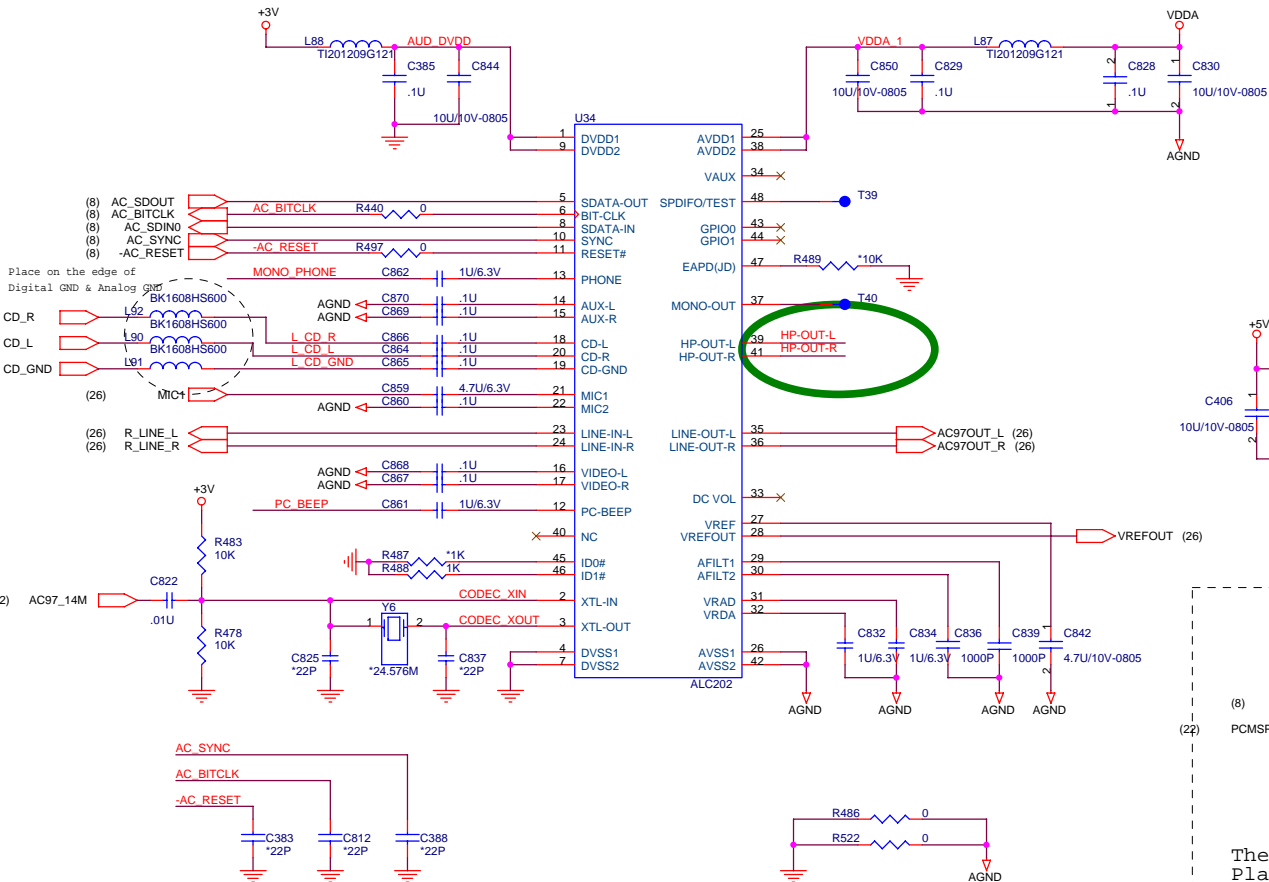 +3V
L88
TI201209G121
AUD_DVDD
C385
.1U
C844
10U/10V-0805
VDDA_1
L87
TI201209G121
VDDA
C850
10U/10V-0805
C829
.1U
2
C828
.1U
1
1
C830
10U/10V-0805
2
AGND
U34
1 DVDD1
9 DVDD2
AVDD1 25
AVDD2 38
VAUX 34
(8) AC_SDOUT
5 SDATA-OUT
SPDIFO/TEST 48
T39
(8) AC_BITCLK
AC_BITCLK
R440 0
6 BIT-CLK
(8) AC_SDIN0
8 SDATA-IN
GPIO0 43
(8) AC_SYNC
10 SYNC
GPIO1 44
(8) -AC_RESET
-AC_RESET
R497 0
11 RESET#
EAPD(JD) 47
R489 *10K
Place on the edge of
Digital GND & Analog GND
MONO_PHONE
C862 1U/6.3V
13 PHONE
AGND C870 .1U
14 AUX-L
MONO-OUT 37
T40
AGND C869 .1U
15 AUX-R
BK1608HS600
CD_R L92
BK1608HS600
CD_L L90
BK1608HS600
CD_GND L91
L_CD_R C866 .1U
18 CD-L
L_CD_L C864 .1U
20 CD-R
L_CD_GND C865 .1U
19 CD-GND
HP-OUT-L 39 HP-OUT-L
HP-OUT-R 41 HP-OUT-R
(26) MIC1
C859 4.7U/6.3V
21 MIC1
AGND C860 .1U
22 MIC2
(26) R_LINE_L
23 LINE-IN-L
LINE-OUT-L 35
AC97OUT_L (26)
(26) R_LINE_R
24 LINE-IN-R
LINE-OUT-R 36
AC97OUT_R (26)
AGND C868 .1U
16 VIDEO-L
AGND C867 .1U
17 VIDEO-R
PC_BEEP C861 1U/6.3V
12 PC-BEEP
DC VOL 33
40 NC
VREF 27
VREFOUT 28
VREFOUT (26)
+5V
C406
1
10U/10V-0805
2
+3V
R483
10K
R487 *1K
45 ID0#
R488 1K
46 ID1#
AFILT1 29
AFILT2 30
C822
.01U
2) AC97_14M
CODEC_XIN
2 XTL-IN
VRAD 31
VRDA 32
R478
10K
Y6
1 2
*24.576M
CODEC_XOUT
3 XTL-OUT
C825
*22P
C837
*22P
4 DVSS1
7 DVSS2
AVSS1 26
AVSS2 42
ALC202
C832
1U/6.3V
C834
1U/6.3V
C836
1000P
C839
1000P
1
C842
4.7U/10V-0805
2
AGND
AGND
AGND
AGND
AC_SYNC
AC_BITCLK
-AC_RESET
C383
*22P
C812
*22P
C388
*22P
R486 0
R522 0
AGND
(8)
(22) PCMSP
The
Pla